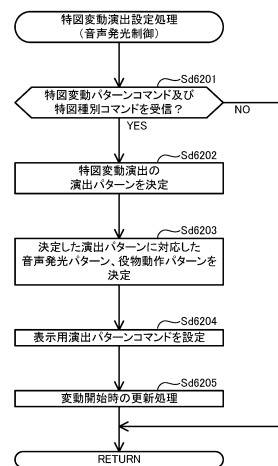 特図変動演出設定処理
（音声発光制御）
Sd6201
特図変動パターンコマンド及び
特図種別コマンドを受信？
NO
YES
Sd6202
特図変動演出の
演出パターンを決定
Sd6203
決定した演出パターンに対応した
音声発光パターン、役物動作パターンを
決定
Sd6204
表示用演出パターンコマンドを設定
Sd6205
変動開始時の更新処理
RETURN